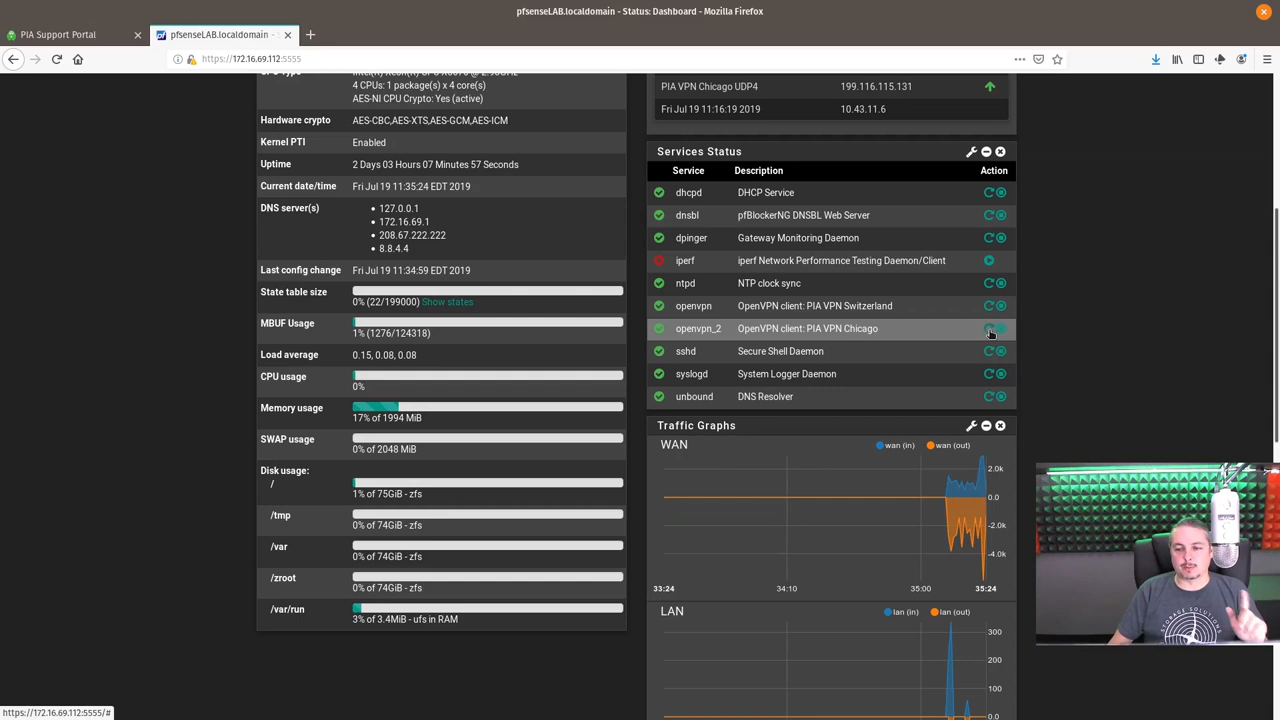 pfsenseLAB.localdomain - Status: Dashboard - Mozilla Firefox
PIA Support Portal
pfsenseLAB.localdomain -
https://172.16.69.112:5555
4 CPUs: 1 package(s) x 4 core(s)
AES-NI CPU Crypto: Yes (active)
Hardware crypto AES-CBC,AES-XTS,AES-GCM,AES-ICM
Kernel PTI Enabled
Uptime 2 Days 03 Hours 07 Minutes 57 Seconds
Current date/time Fri Jul 19 11:35:24 EDT 2019
DNS server(s)
127.0.0.1
172.16.69.1
208.67.222.222
8.8.4.4
Last config change Fri Jul 19 11:34:59 EDT 2019
State table size
0% (22/199000) Show states
MBUF Usage
1% (1276/124318)
Load average 0.15, 0.08, 0.08
CPU usage
0%
Memory usage
17% of 1994 MiB
SWAP usage
0% of 2048 MiB
Disk usage:
/
1% of 75GiB - zfs
/tmp
0% of 74GiB - zfs
/var
0% of 74GiB - zfs
/zroot
0% of 74GiB - zfs
/var/run
3% of 3.4MiB - ufs in RAM
PIA VPN Chicago UDP4 199.116.115.131
Fri Jul 19 11:16:19 2019 10.43.11.6
Services Status
Service Description Action
dhcpd DHCP Service
dnsbl pfBlockerNG DNSBL Web Server
dpinger Gateway Monitoring Daemon
iperf iperf Network Performance Testing Daemon/Client
ntpd NTP clock sync
openvpn OpenVPN client: PIA VPN Switzerland
openvpn_2 OpenVPN client: PIA VPN Chicago
sshd Secure Shell Daemon
syslogd System Logger Daemon
unbound DNS Resolver
Traffic Graphs
WAN wan (in) wan (out)
2.0k
0.0
-2.0k
-4.0k
33:24 34:10 35:00 35:24
LAN lan (in) lan (out)
300
200
100
0.0
STORAGE SOLUTIONS
https://172.16.69.112:5555/#